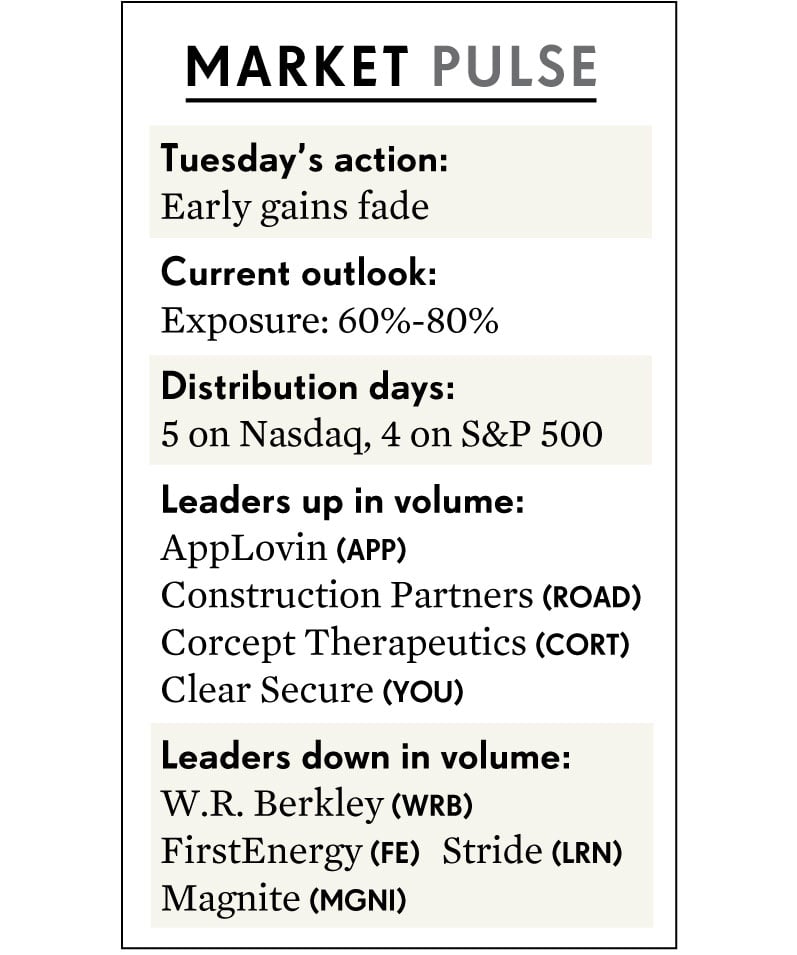 MARKET PULSE
Tuesday's action:
Early gains fade
Current outlook:
Exposure: 60%-80%
Distribution days:
5 on Nasdaq, 4 on S&P 500
Leaders up in volume:
AppLovin (APP)
Construction Partners (ROAD)
Corcept Therapeutics (CORT)
Clear Secure (YOU)
Leaders down in volume:
W.R. Berkley (WRB)
FirstEnergy (FE) Stride (LRN)
Magnite (MGNI)